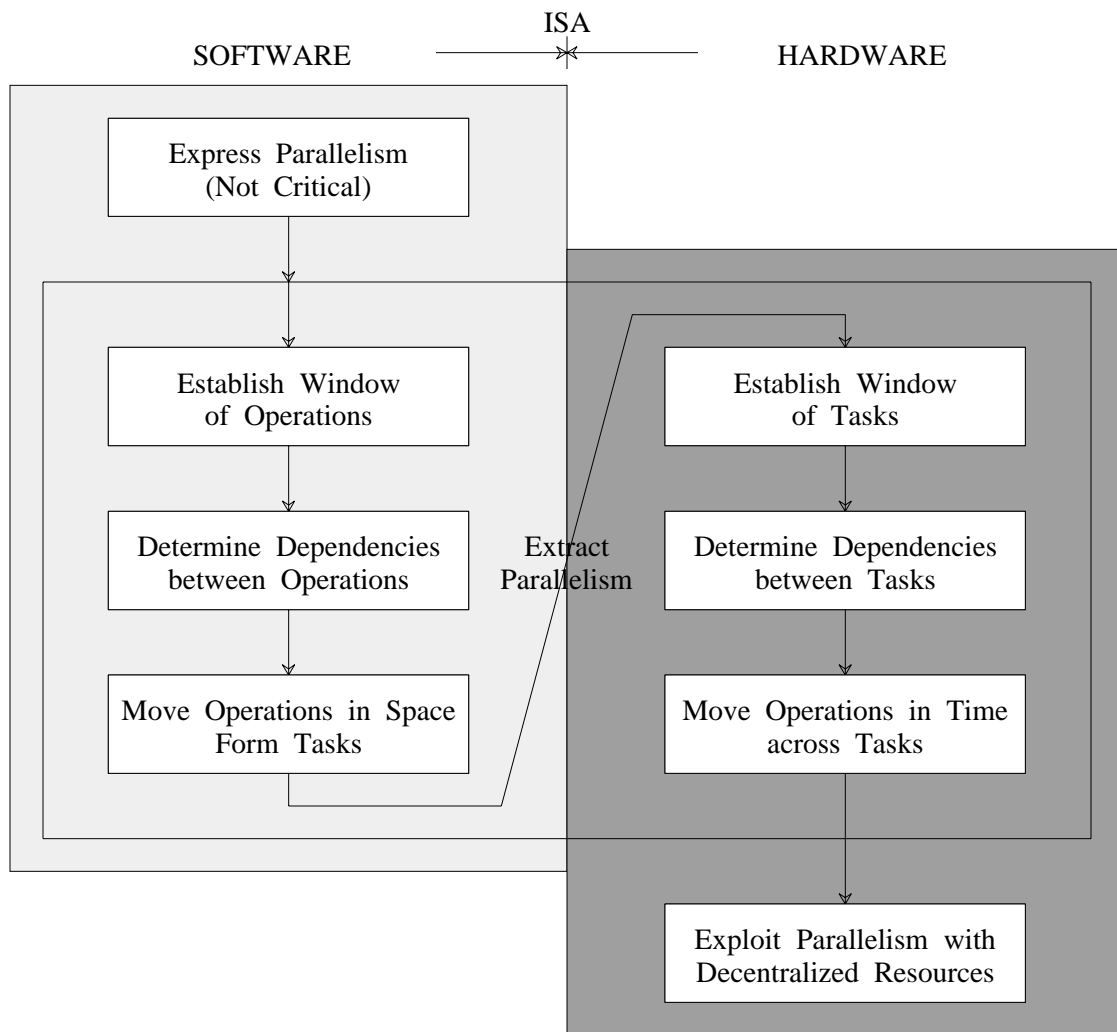 ISA
SOFTWARE
HARDWARE
Express Parallelism
(Not Critical)
Establish Window
of Operations
Determine Dependencies
between Operations
Move Operations in Space
Form Tasks
Extract
Parallelism
Establish Window
of Tasks
Determine Dependencies
between Tasks
Move Operations in Time
across Tasks
Exploit Parallelism with
Decentralized Resources